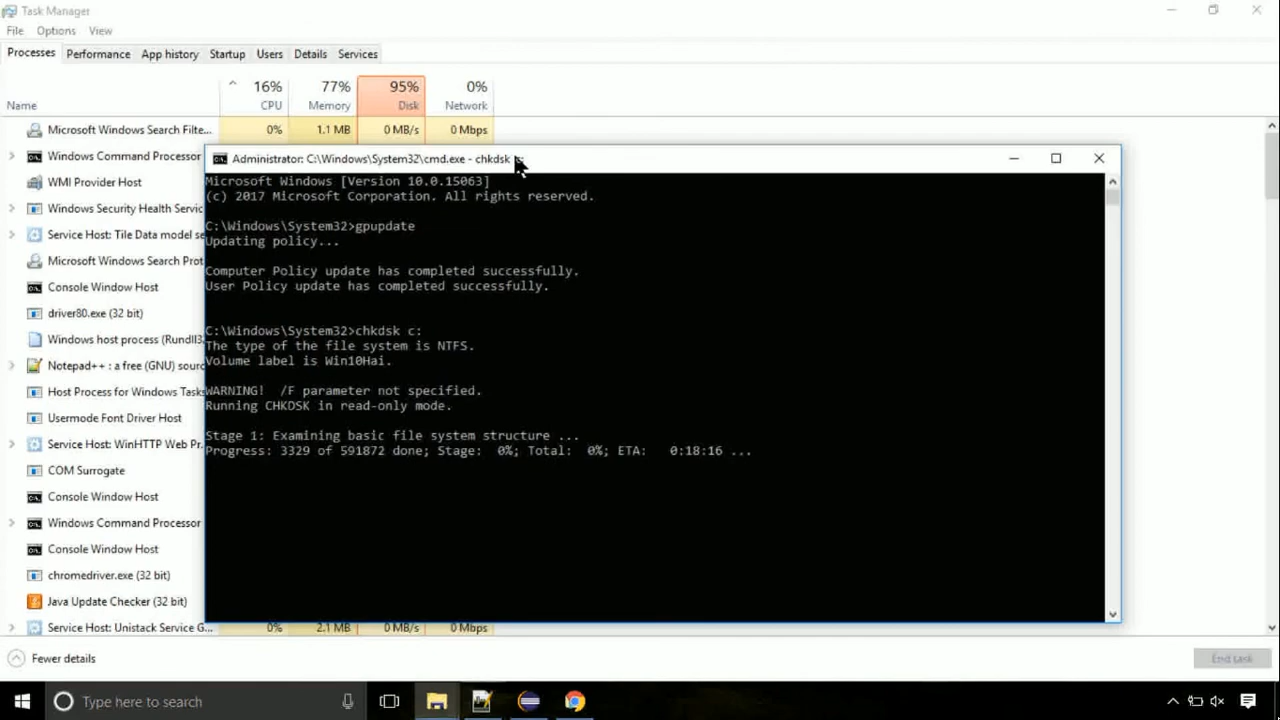 Task Manager
File Options View
Processes Performance App history Startup Users Details Services
16% 77% 95% 0%
Name CPU Memory Disk Network
Microsoft Windows Search Filte... 0% 1.1 MB 0 MB/s 0 Mbps
Windows Command Processor
WMI Provider Host
Windows Security Health Servic
Service Host: Tile Data model se
Microsoft Windows Search Prot
Console Window Host
driver80.exe (32 bit)
Windows host process (Rundll3
Notepad++ : a free (GNU) sourc
Host Process for Windows Task
Usermode Font Driver Host
Service Host: WinHTTP Web Pr
COM Surrogate
Console Window Host
Windows Command Processor
Console Window Host
chromedriver.exe (32 bit)
Java Update Checker (32 bit)
Service Host: Unistack Service G... 0% 2.1 MB 0 MB/s 0 Mbps
Administrator: C:\Windows\System32\cmd.exe - chkdsk
Microsoft Windows [Version 10.0.15063]
(c) 2017 Microsoft Corporation. All rights reserved.
C:\Windows\System32>gpupdate
Updating policy...
Computer Policy update has completed successfully.
User Policy update has completed successfully.
C:\Windows\System32>chkdsk c:
The type of the file system is NTFS.
Volume label is Win10Hai.
WARNING! /F parameter not specified.
Running CHKDSK in read-only mode.
Stage 1: Examining basic file system structure ...
Progress: 3329 of 591872 done; Stage: 0%; Total: 0%; ETA: 0:18:16 ...
Fewer details
End task
Type here to search